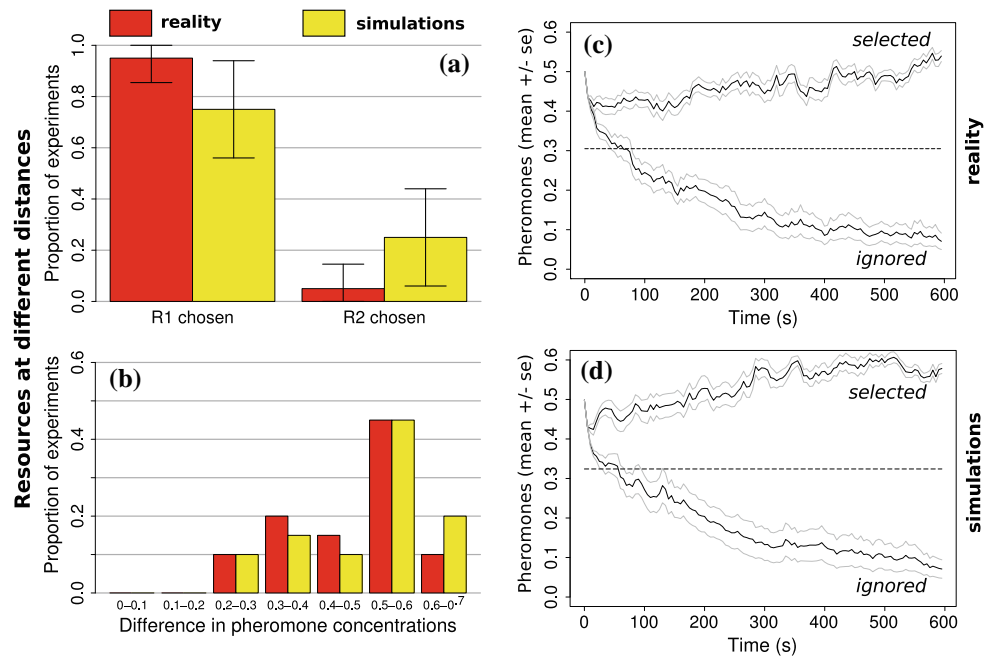 Resources at different distances
reality
simulations
(a)
Proportion of experiments
1.0
0.8
0.6
0.4
0.2
0.0
R1 chosen
R2 chosen
(b)
Proportion of experiments
0.6
0.4
0.2
0.0
0–0.1
0.1–0.2
0.2–0.3
0.3–0.4
0.4–0.5
0.5–0.6
0.6–0.7
Difference in pheromone concentrations
(c)
selected
ignored
Pheromones (mean +/- se)
0.6
0.5
0.4
0.3
0.2
0.1
0.0
0 100 200 300 400 500 600
Time (s)
reality
(d)
selected
ignored
Pheromones (mean +/- se)
0.6
0.5
0.4
0.3
0.2
0.1
0.0
0 100 200 300 400 500 600
Time (s)
simulations